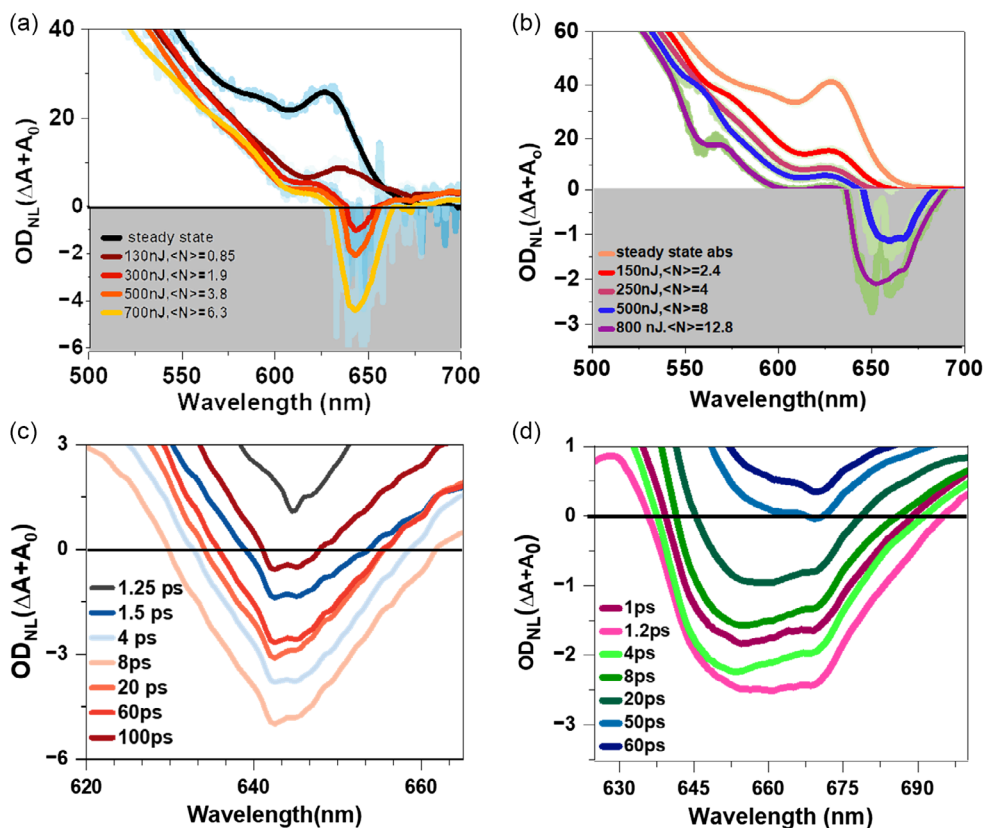 (a)
OD_NL(ΔA+A_0)
40
20
0
−2
−4
−6
steady state
130nJ,<N>=0.85
300nJ,<N>=1.9
500nJ,<N>=3.8
700nJ,<N>=6.3
500 550 600 650 700
Wavelength (nm)
(b)
OD_NL(ΔA+A_o)
60
40
20
0
−1
−2
−3
steady state abs
150nJ,<N>=2.4
250nJ,<N>=4
500nJ,<N>=8
800 nJ.<N>=12.8
500 550 600 650 700
Wavelength(nm)
(c)
OD_NL(ΔA+A_0)
3
0
−3
−6
1.25 ps
1.5 ps
4 ps
8ps
20 ps
60ps
100ps
620 640 660
Wavelength(nm)
(d)
OD_NL(ΔA+A_0)
1
0
−1
−2
−3
1ps
1.2ps
4ps
8ps
20ps
50ps
60ps
630 645 660 675 690
Wavelength (nm)